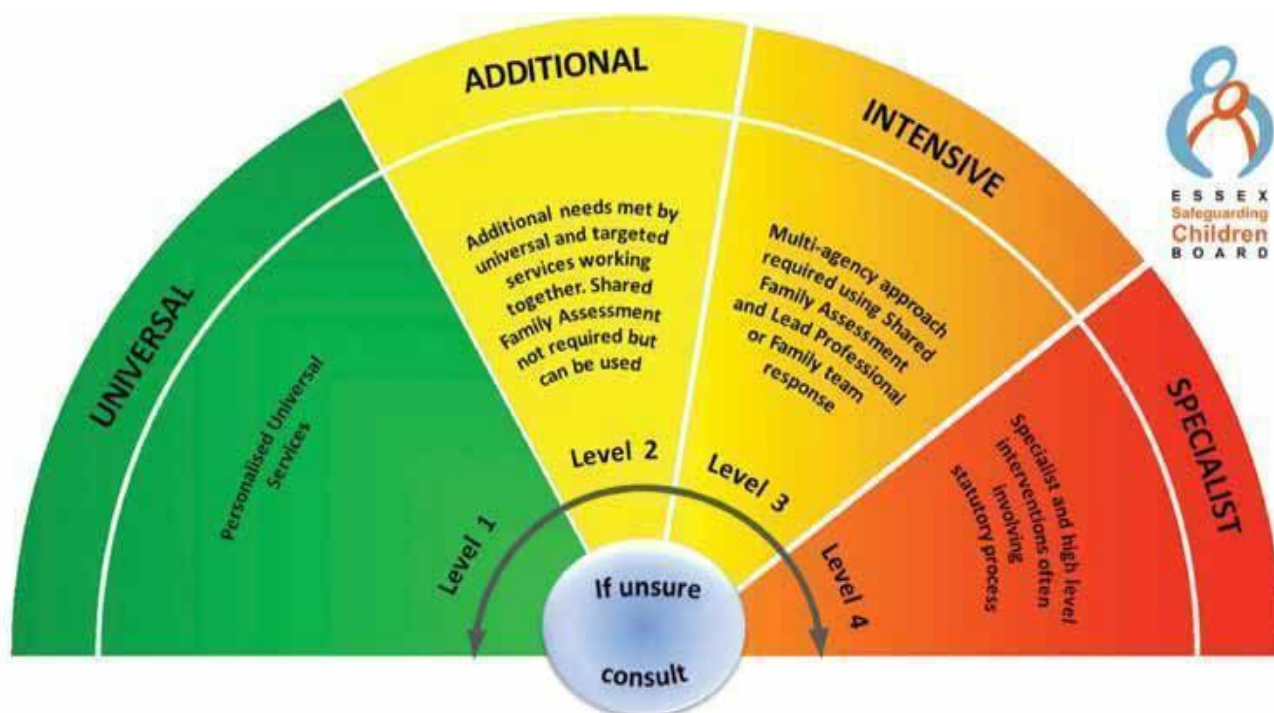 UNIVERSAL
Personalised Universal
Services
Level 1
ADDITIONAL
Additional needs met by
universal and targeted
services working
together. Shared
Family Assessment
not required but
can be used
Level 2
INTENSIVE
Multi-agency approach
required using Shared
Family Assessment
and Lead Professional
or Family team
response
Level 3
SPECIALIST
Specialist and high level
interventions often
involving
statutory process
Level 4
If unsure
consult
ESSEX
Safeguarding
Children
BOARD